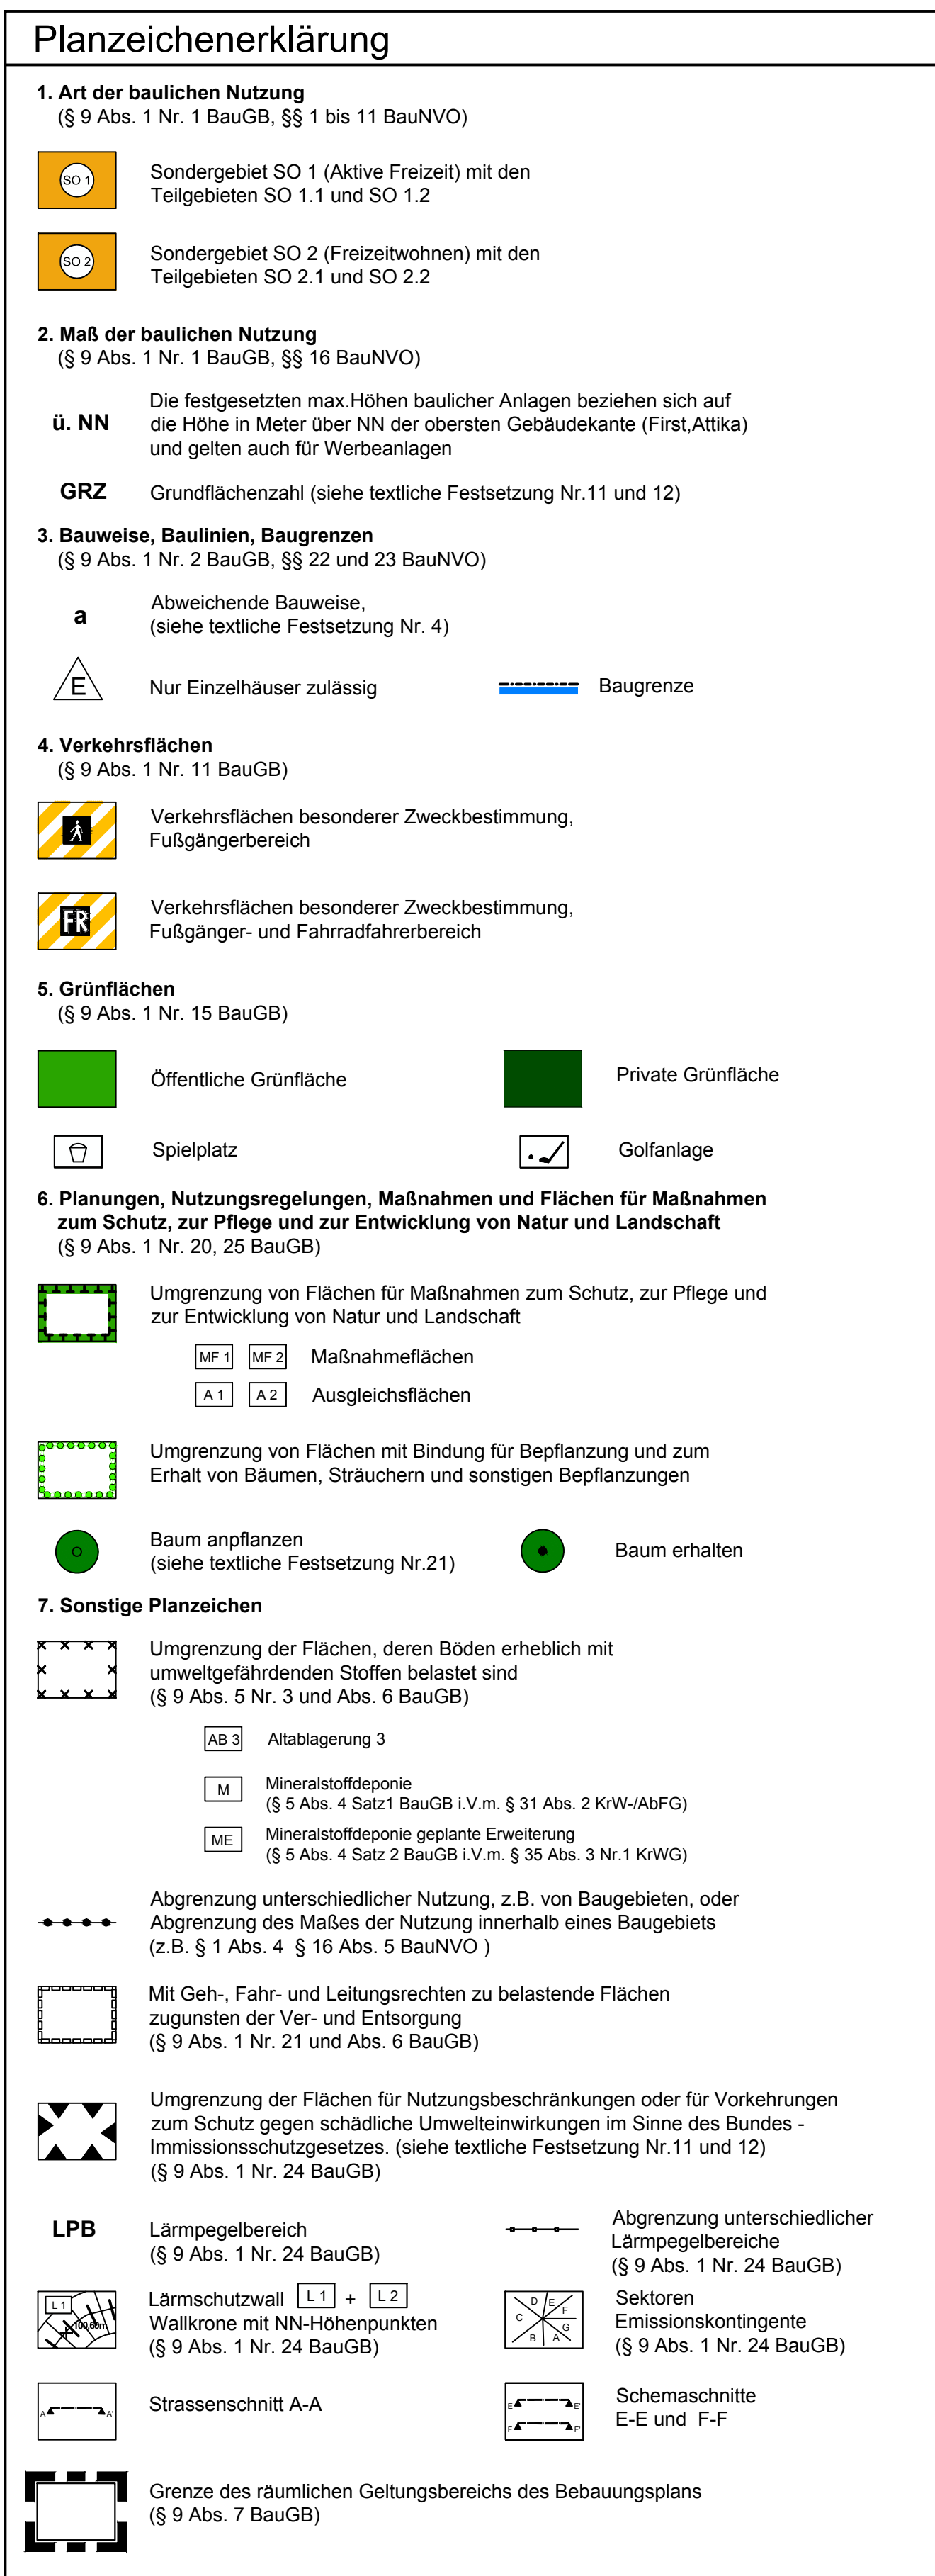 Planzeichenerklärung
1. Art der baulichen Nutzung
(§ 9 Abs. 1 Nr. 1 BauGB, §§ 1 bis 11 BauNVO)
SO 1
Sondergebiet SO 1 (Aktive Freizeit) mit den
Teilgebieten SO 1.1 und SO 1.2
SO 2
Sondergebiet SO 2 (Freizeitwohnen) mit den
Teilgebieten SO 2.1 und SO 2.2
2. Maß der baulichen Nutzung
(§ 9 Abs. 1 Nr. 1 BauGB, §§ 16 BauNVO)
ü. NN
Die festgesetzten max.Höhen baulicher Anlagen beziehen sich auf
die Höhe in Meter über NN der obersten Gebäudekante (First,Attika)
und gelten auch für Werbeanlagen
GRZ Grundflächenzahl (siehe textliche Festsetzung Nr.11 und 12)
3. Bauweise, Baulinien, Baugrenzen
(§ 9 Abs. 1 Nr. 2 BauGB, §§ 22 und 23 BauNVO)
a
Abweichende Bauweise,
(siehe textliche Festsetzung Nr. 4)
E Nur Einzelhäuser zulässig
Baugrenze
4. Verkehrsflächen
(§ 9 Abs. 1 Nr. 11 BauGB)
Verkehrsflächen besonderer Zweckbestimmung,
Fußgängerbereich
FR
Verkehrsflächen besonderer Zweckbestimmung,
Fußgänger- und Fahrradfahrerbereich
5. Grünflächen
(§ 9 Abs. 1 Nr. 15 BauGB)
Öffentliche Grünfläche
Private Grünfläche
Spielplatz
Golfanlage
6. Planungen, Nutzungsregelungen, Maßnahmen und Flächen für Maßnahmen
zum Schutz, zur Pflege und zur Entwicklung von Natur und Landschaft
(§ 9 Abs. 1 Nr. 20, 25 BauGB)
Umgrenzung von Flächen für Maßnahmen zum Schutz, zur Pflege und
zur Entwicklung von Natur und Landschaft
MF 1 MF 2 Maßnahmeflächen
A 1 A 2 Ausgleichsflächen
Umgrenzung von Flächen mit Bindung für Bepflanzung und zum
Erhalt von Bäumen, Sträuchern und sonstigen Bepflanzungen
Baum anpflanzen
(siehe textliche Festsetzung Nr.21)
Baum erhalten
7. Sonstige Planzeichen
Umgrenzung der Flächen, deren Böden erheblich mit
umweltgefährdenden Stoffen belastet sind
(§ 9 Abs. 5 Nr. 3 und Abs. 6 BauGB)
AB 3 Altablagerung 3
M
Mineralstoffdeponie
(§ 5 Abs. 4 Satz1 BauGB i.V.m. § 31 Abs. 2 KrW-/AbFG)
ME
Mineralstoffdeponie geplante Erweiterung
(§ 5 Abs. 4 Satz 2 BauGB i.V.m. § 35 Abs. 3 Nr.1 KrWG)
Abgrenzung unterschiedlicher Nutzung, z.B. von Baugebieten, oder
Abgrenzung des Maßes der Nutzung innerhalb eines Baugebiets
(z.B. § 1 Abs. 4 § 16 Abs. 5 BauNVO )
Mit Geh-, Fahr- und Leitungsrechten zu belastende Flächen
zugunsten der Ver- und Entsorgung
(§ 9 Abs. 1 Nr. 21 und Abs. 6 BauGB)
Umgrenzung der Flächen für Nutzungsbeschränkungen oder für Vorkehrungen
zum Schutz gegen schädliche Umwelteinwirkungen im Sinne des Bundes -
Immissionsschutzgesetzes. (siehe textliche Festsetzung Nr.11 und 12)
(§ 9 Abs. 1 Nr. 24 BauGB)
LPB
Lärmpegelbereich
(§ 9 Abs. 1 Nr. 24 BauGB)
Abgrenzung unterschiedlicher
Lärmpegelbereiche
(§ 9 Abs. 1 Nr. 24 BauGB)
L 1
100,60m
Lärmschutzwall L 1 + L 2
Wallkrone mit NN-Höhenpunkten
(§ 9 Abs. 1 Nr. 24 BauGB)
D E
F
C
G
B A
Sektoren
Emissionskontingente
(§ 9 Abs. 1 Nr. 24 BauGB)
A A'
Strassenschnitt A-A
E E'
F F'
Schemaschnitte
E-E und F-F
Grenze des räumlichen Geltungsbereichs des Bebauungsplans
(§ 9 Abs. 7 BauGB)